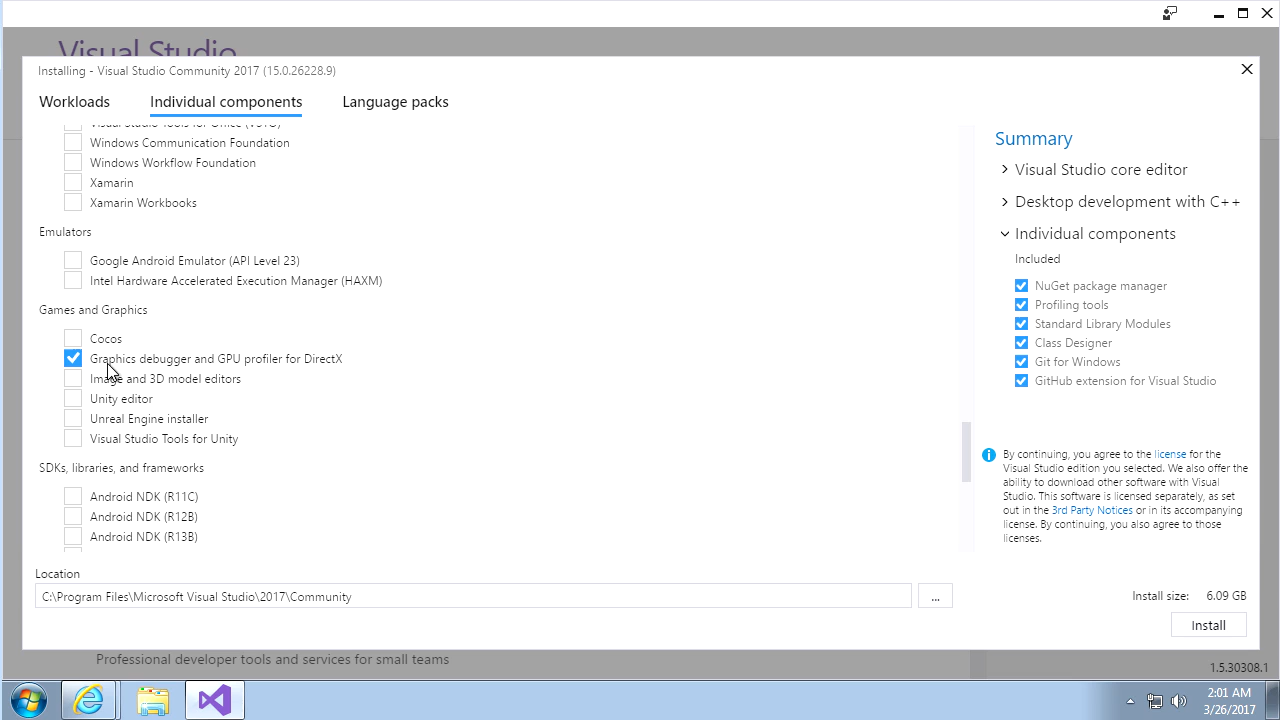 Visual Studio
Installing - Visual Studio Community 2017 (15.0.26228.9)
Workloads
Individual components
Language packs
Visual Studio Tools for Office (VSTO)
Windows Communication Foundation
Windows Workflow Foundation
Xamarin
Xamarin Workbooks
Emulators
Google Android Emulator (API Level 23)
Intel Hardware Accelerated Execution Manager (HAXM)
Games and Graphics
Cocos
Graphics debugger and GPU profiler for DirectX
Image and 3D model editors
Unity editor
Unreal Engine installer
Visual Studio Tools for Unity
SDKs, libraries, and frameworks
Android NDK (R11C)
Android NDK (R12B)
Android NDK (R13B)
Summary
Visual Studio core editor
Desktop development with C++
Individual components
Included
NuGet package manager
Profiling tools
Standard Library Modules
Class Designer
Git for Windows
GitHub extension for Visual Studio
By continuing, you agree to the license for the
Visual Studio edition you selected. We also offer the
ability to download other software with Visual
Studio. This software is licensed separately, as set
out in the 3rd Party Notices or in its accompanying
license. By continuing, you also agree to those
licenses.
Location
C:\Program Files\Microsoft Visual Studio\2017\Community
...
Install size: 6.09 GB
Install
Professional developer tools and services for small teams
1.5.30308.1
2:01 AM
3/26/2017